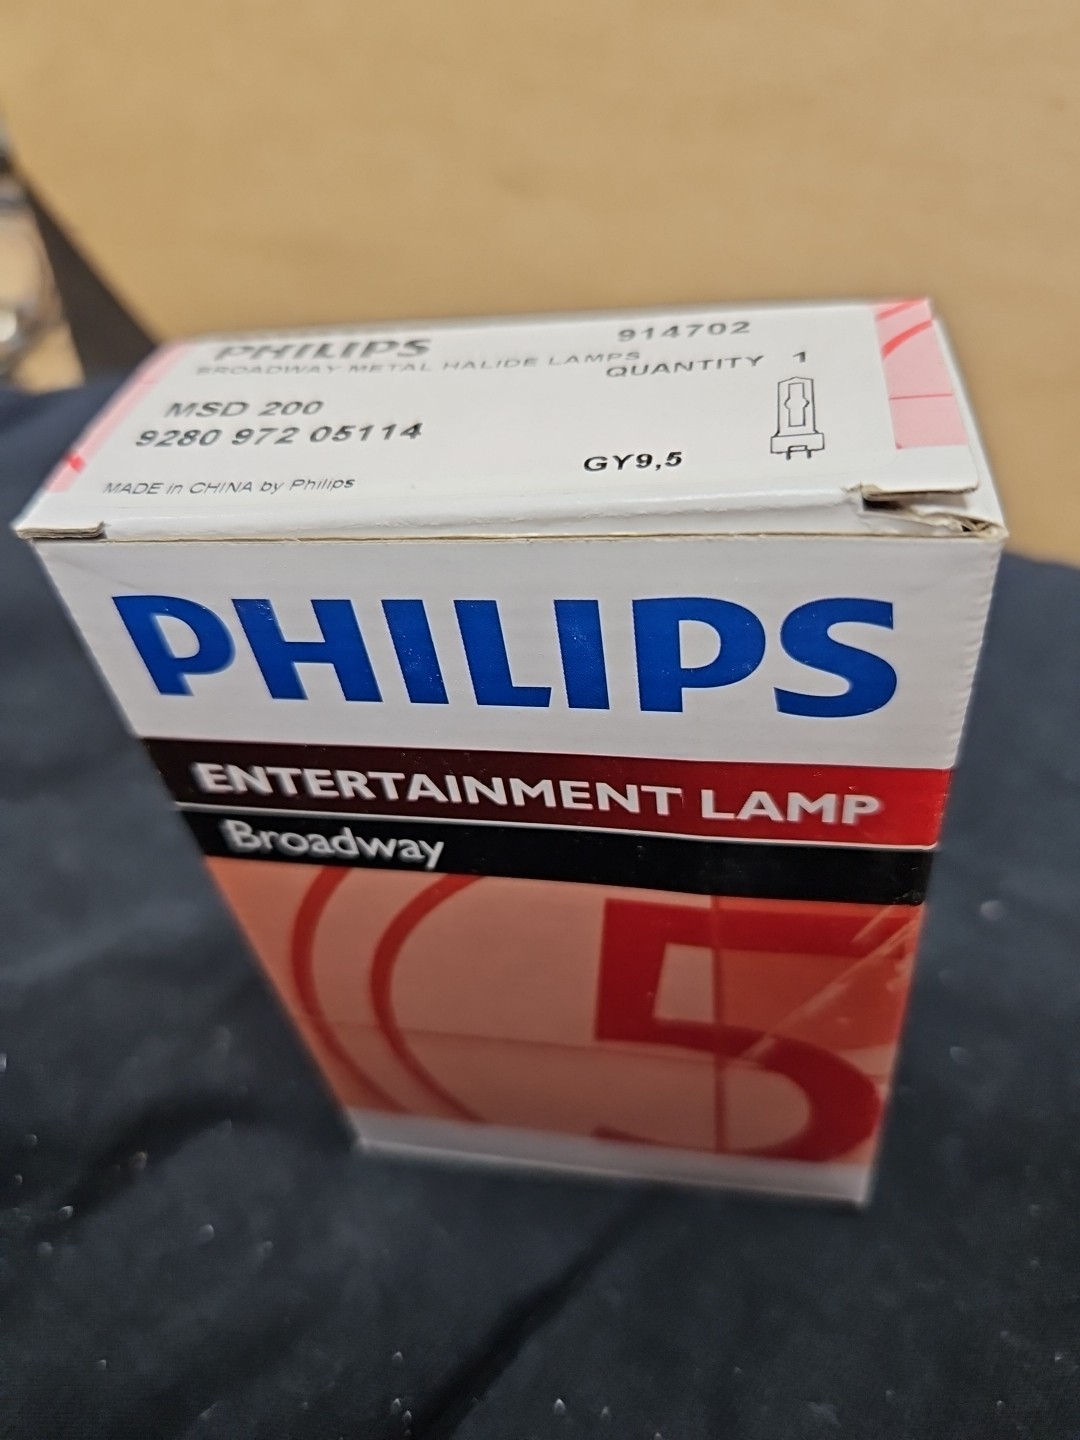 PHILIPS
BROADWAY METAL HALIDE LAMPS
914702
QUANTITY 1
MSD 200
9280 972 05114
GY9,5
MADE in CHINA by Philips
PHILIPS
ENTERTAINMENT LAMP
Broadway
5